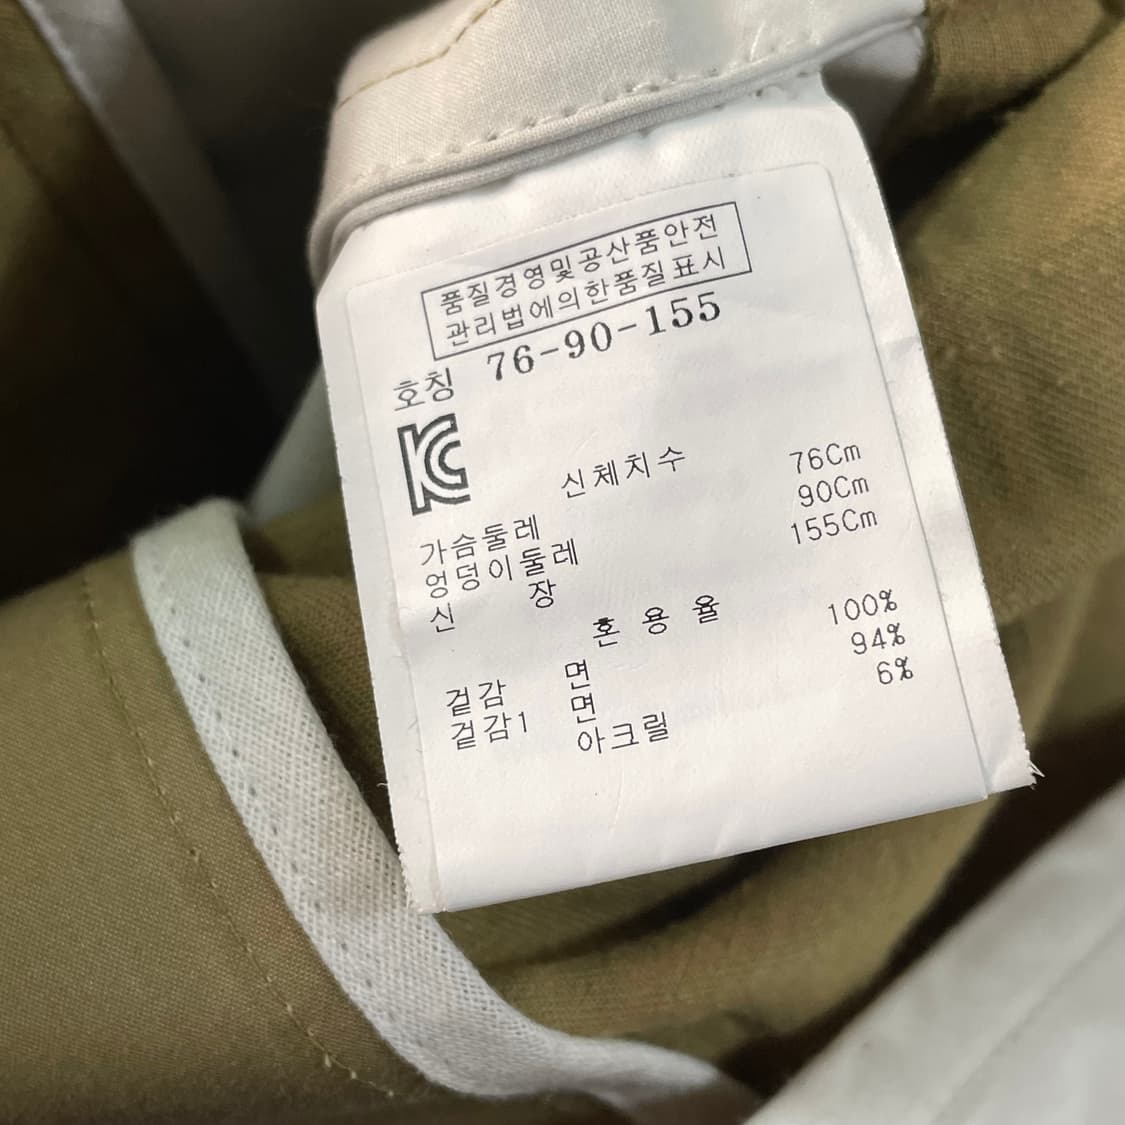 품질경영및공산품안전
관리법에의한품질표시
호칭 76-90-155
신체치수
가슴둘레 76Cm
엉덩이둘레 90Cm
신 장 155Cm
혼 용 율
겉감 면 100%
겉감1 면 94%
아크릴 6%